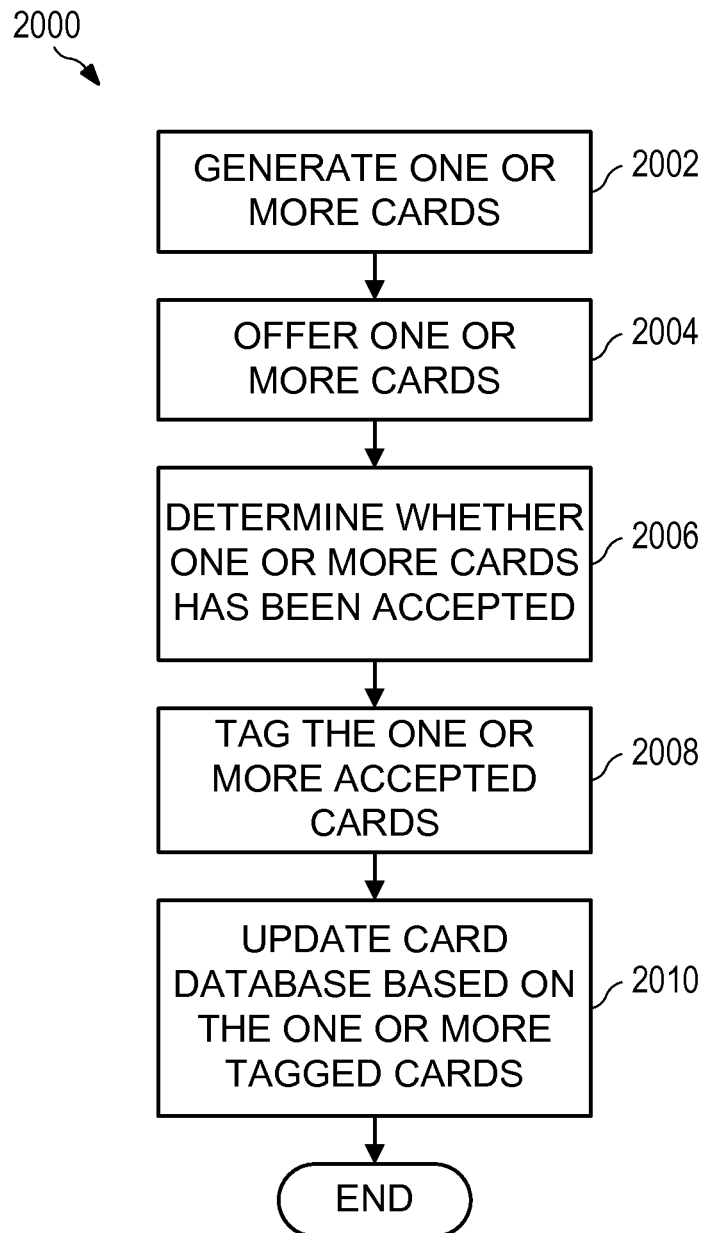 2000
GENERATE ONE OR
MORE CARDS
2002
OFFER ONE OR
MORE CARDS
2004
DETERMINE WHETHER
ONE OR MORE CARDS
HAS BEEN ACCEPTED
2006
TAG THE ONE OR
MORE ACCEPTED
CARDS
2008
UPDATE CARD
DATABASE BASED ON
THE ONE OR MORE
TAGGED CARDS
2010
END